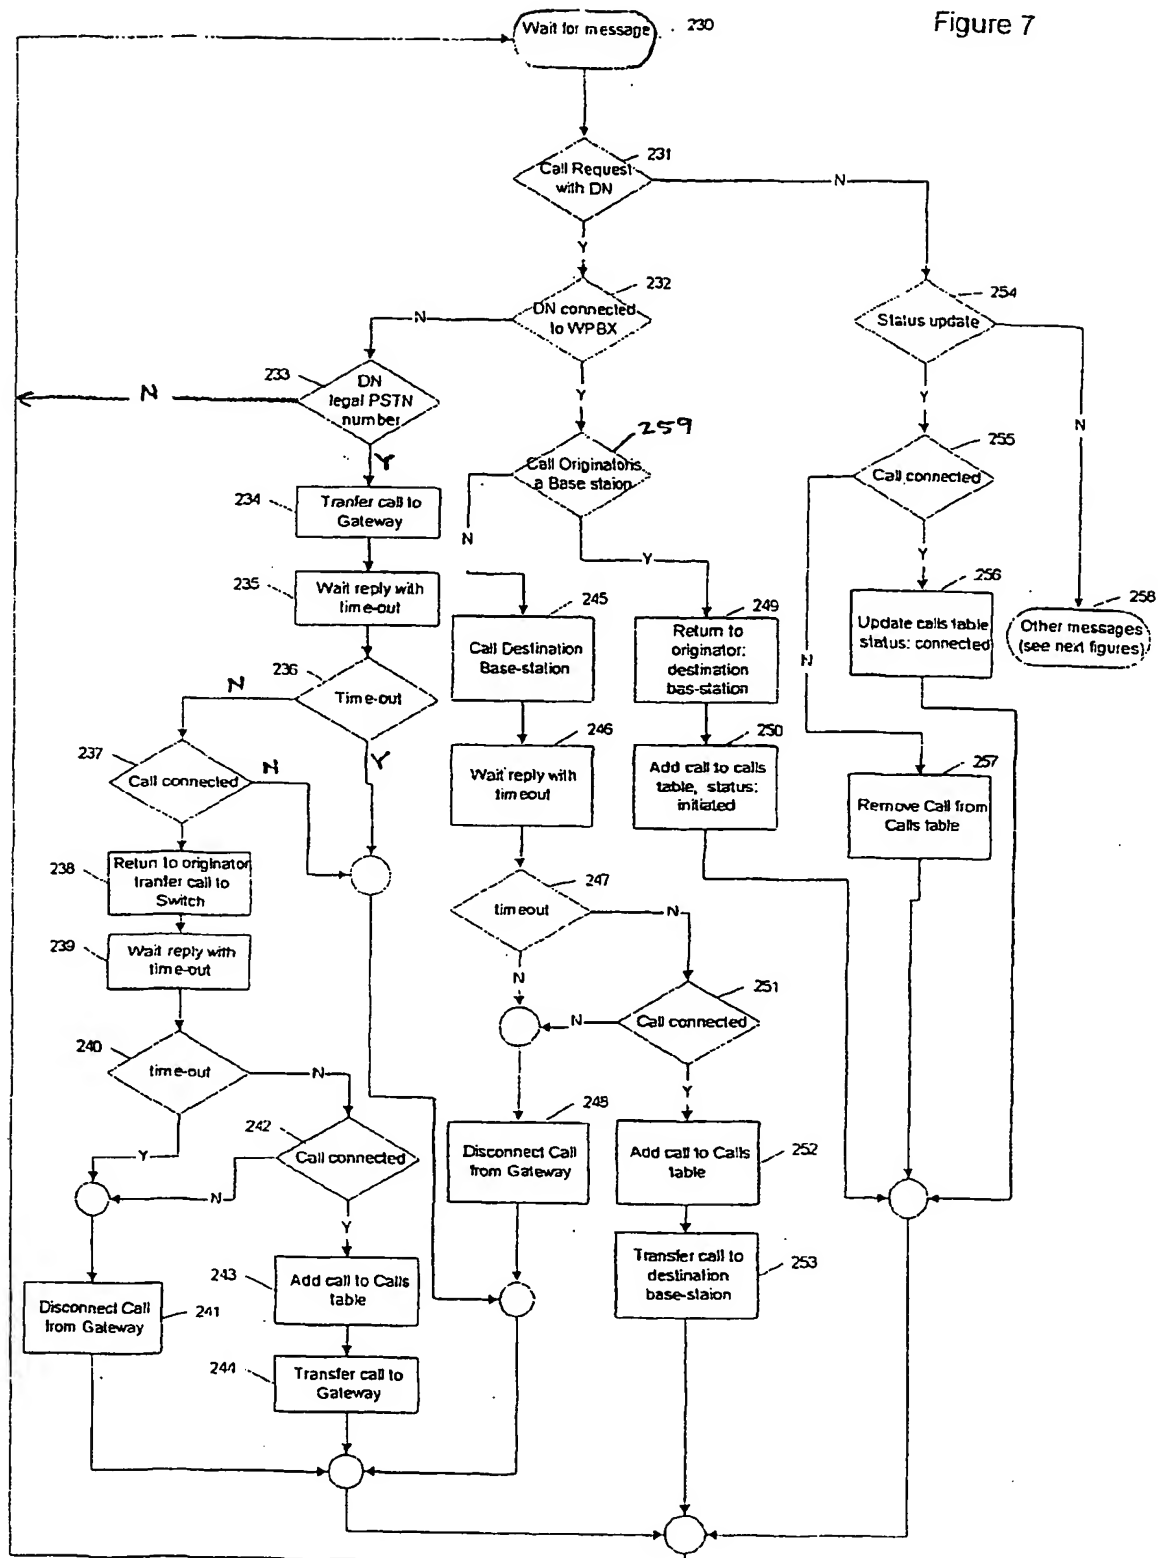 Figure 7
Wait for message
230
Call Request
with DN
231
N
Y
DN connected
to WPBX
232
N
Y
Status update
254
Y
N
DN
legal PSTN
number
233
N
Y
Call Originatoris
a Base staion
259
N
Y
Call connected
255
Y
N
Tranfer call to
Gateway
234
Wait reply with
time-out
235
Call Destination
Base-station
245
Return to
originator:
destination
bas-station
249
Update calls table
status: connected
256
Other messages
(see next figures)
258
Time-out
236
N
Y
Call connected
237
N
Wait reply with
timeout
246
Add call to calls
table, status:
initiated
250
Remove Call from
Calls table
257
Retun to originator
tranfer call to
Switch
238
timeout
247
N
N
Wait reply with
time-out
239
Call connected
251
N
Y
time-out
240
N
Y
Call connected
242
N
Y
Disconnect Call
from Gateway
248
Add call to Calls
table
252
Add call to Calls
table
243
Transfer call to
destination
base-staion
253
Disconnect Call
from Gateway
241
Transfer call to
Gateway
244